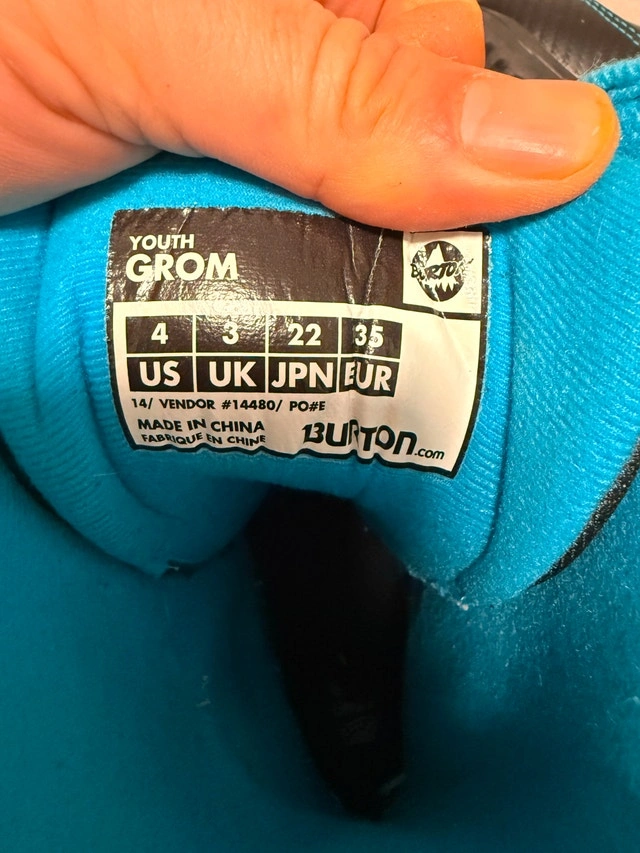 YOUTH
GROM
BURTON
4 3 22 35
US UK JPN EUR
14/ VENDOR #14480/ PO#E
MADE IN CHINA
FABRIQUE EN CHINE
BURTON.com